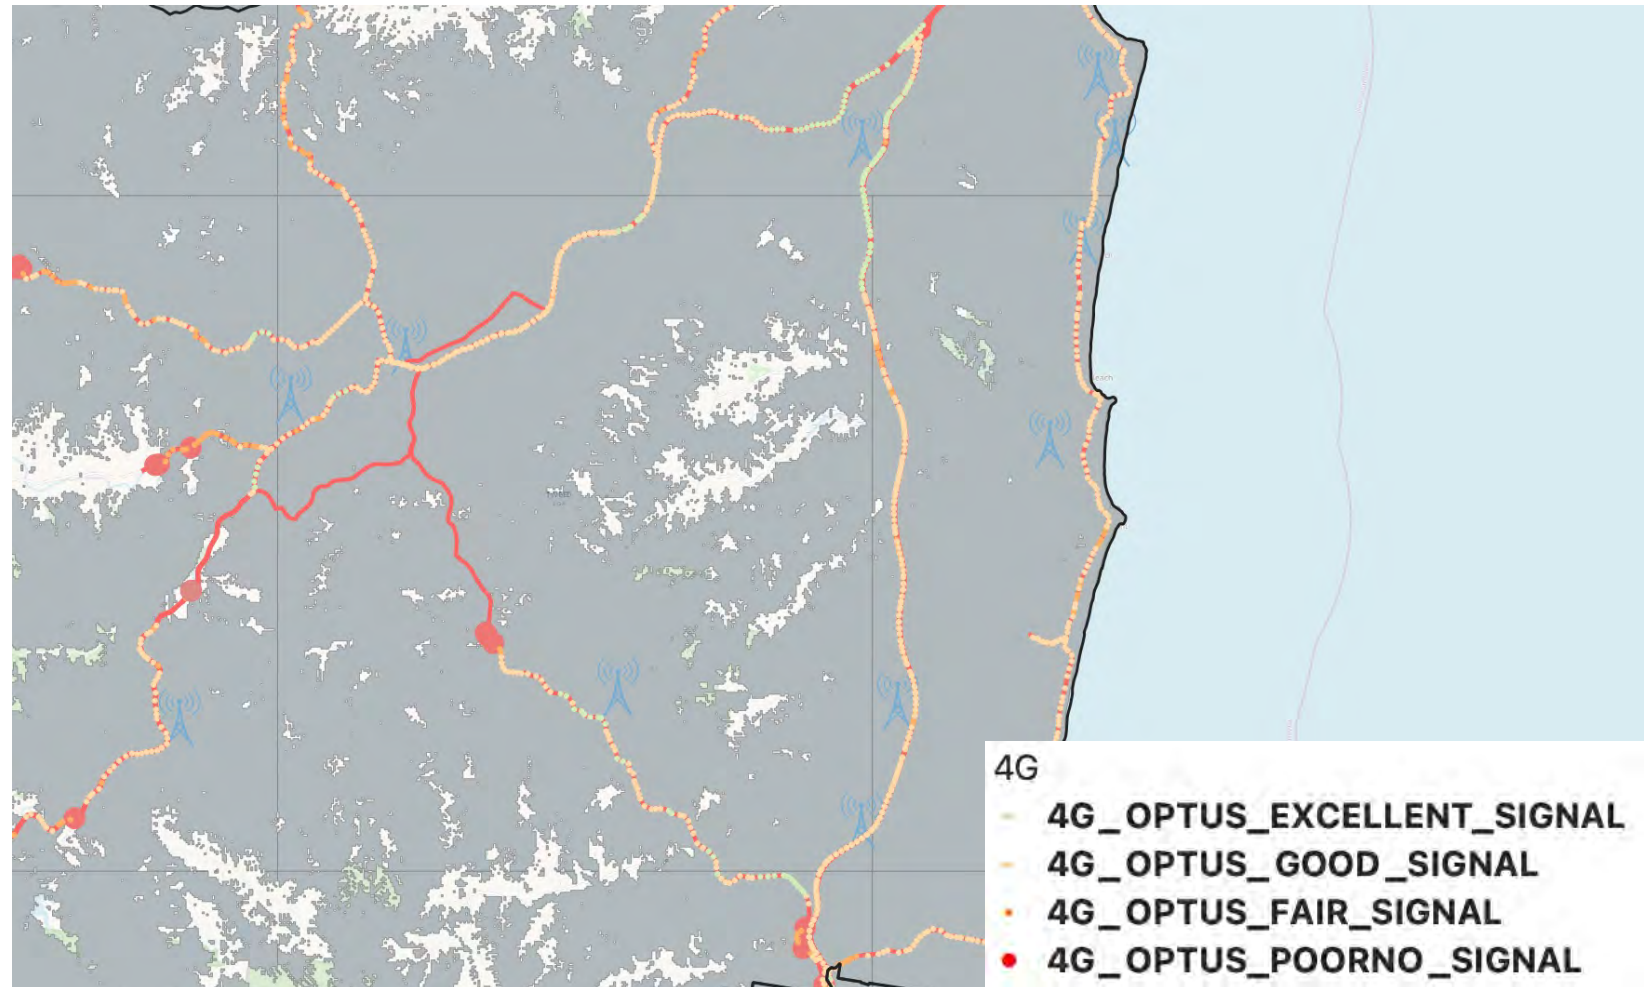 4G
4G_OPTUS_EXCELLENT_SIGNAL
4G_OPTUS_GOOD_SIGNAL
4G_OPTUS_FAIR_SIGNAL
4G_OPTUS_POORNO_SIGNAL